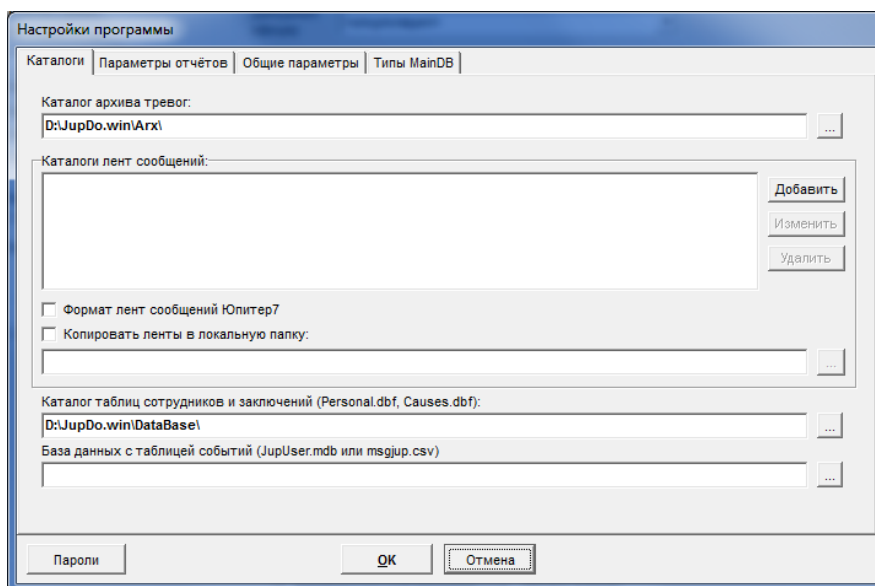 Настройки программы
Каталоги Параметры отчётов Общие параметры Типы MainDB
Каталог архива тревог:
D:\JupDo.win\Arx\ ...
Каталоги лент сообщений:
Добавить
Изменить
Удалить
Формат лент сообщений Юпитер7
Копировать ленты в локальную папку:
...
Каталог таблиц сотрудников и заключений (Personal.dbf, Causes.dbf):
D:\JupDo.win\DataBase\ ...
База данных с таблицей событий (JupUser.mdb или msgjup.csv)
...
Пароли OK Отмена